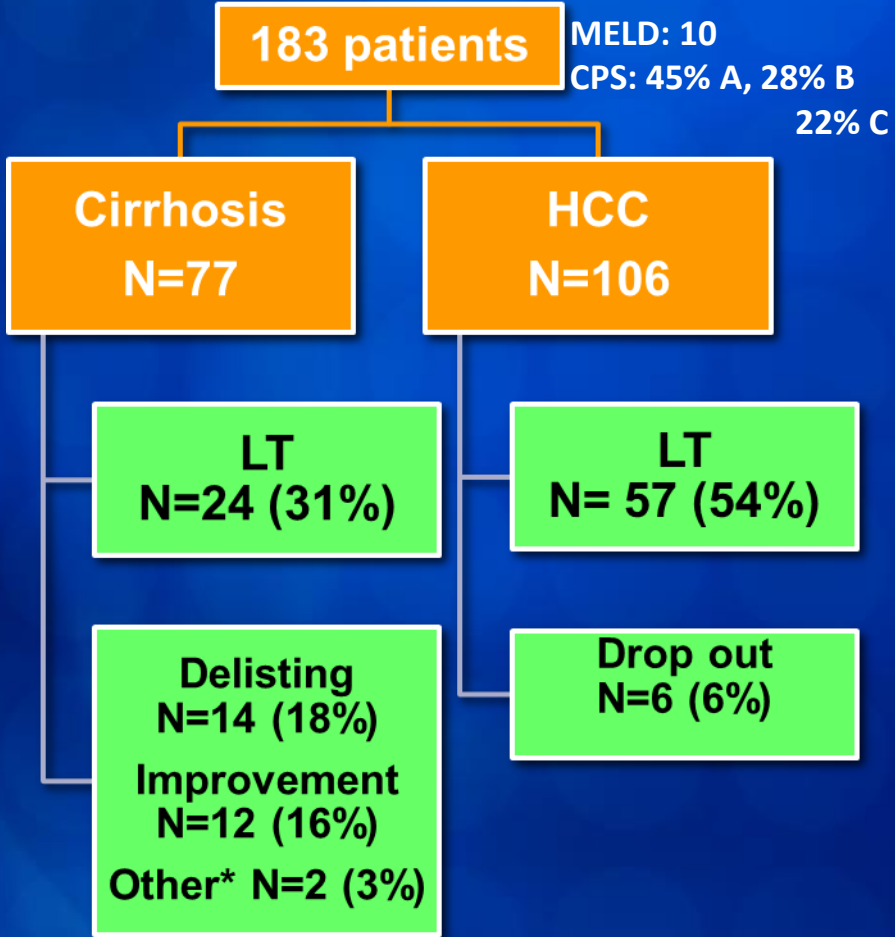 183 patients
MELD: 10
CPS: 45% A, 28% B
22% C
Cirrhosis
N=77
HCC
N=106
LT
N=24 (31%)
LT
N= 57 (54%)
Delisting
N=14 (18%)
Improvement
N=12 (16%)
Other* N=2 (3%)
Drop out
N=6 (6%)